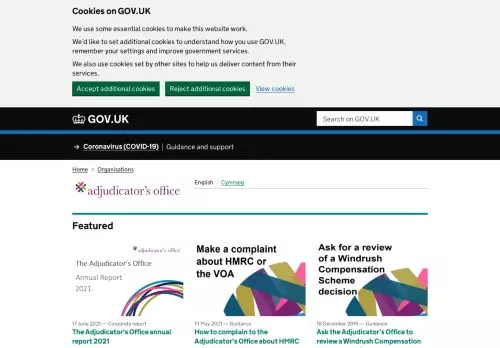 Cookies on GOV.UK
We use some essential cookies to make this website work.
We'd like to set additional cookies to understand how you use GOV.UK,
remember your settings and improve government services.
We also use cookies set by other sites to help us deliver content from their
services.
Accept additional cookies Reject additional cookies View cookies
GOV.UK Search on GOV.UK
→ Coronavirus (COVID-19) | Guidance and support
Home > Organisations
adjudicator's office
English Cymraeg
Featured
adjudicator's office
The Adjudicator's Office
Annual Report
2021
17 June 2021 — Corporate report
The Adjudicator's Office annual
report 2021
Make a complaint
about HMRC or
the VOA
13 May 2021 — Guidance
How to complain to the
Adjudicator's Office about HMRC
Ask for a review
of a Windrush
Compensation
Scheme
decision
18 December 2019 — Guidance
Ask the Adjudicator's Office to
review a Windrush Compensation